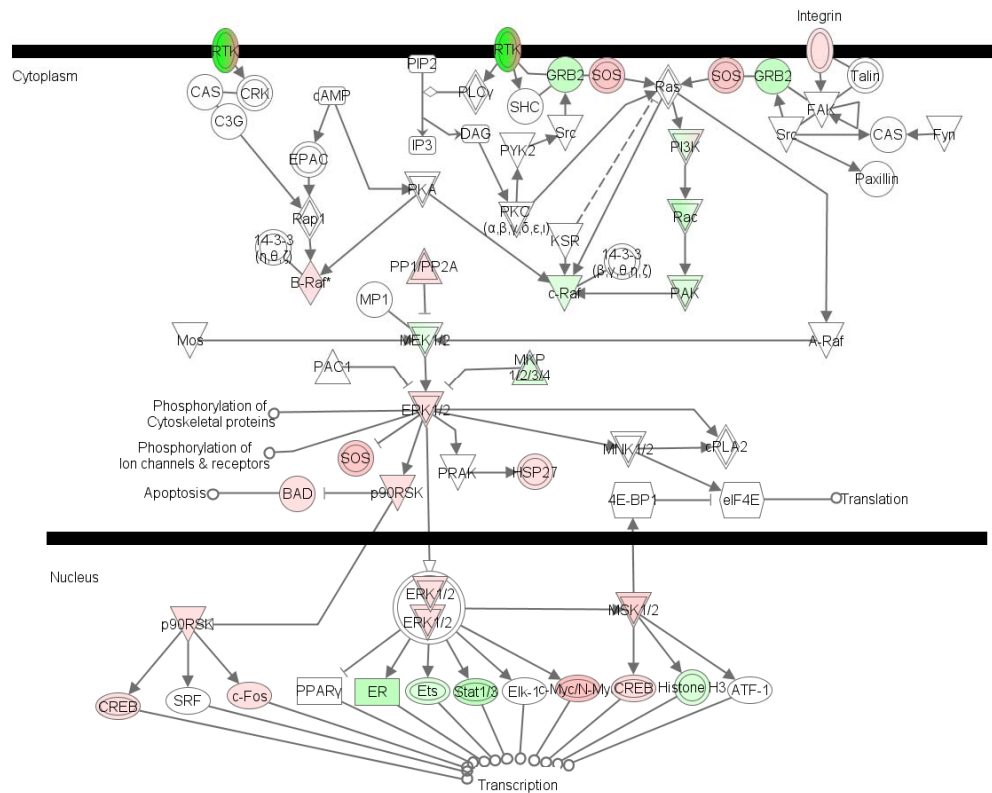 Integrin
RTK
RTK
Cytoplasm
PIP2
GRB2
SOS
SOS
GRB2
Talin
CAS
CRK
cAMP
PLCγ
Ras
FAK
C3G
SHC
DAG
Src
Src
CAS
Fyn
IP3
PYK2
PI3K
EPAC
Paxillin
PKA
Rap1
PKC
(α,β,γ,δ,ε,ι)
Rac
14-3-3
(η,θ,ζ)
KSR
14-3-3
(β,γ,θ,η,ζ)
B-Raf*
PP1/PP2A
c-Raf
PAK
MP1
Mos
MEK1/2
A-Raf
PAC1
MKP
1/2/3/4
Phosphorylation of
Cytoskeletal proteins
ERK1/2
Phosphorylation of
Ion channels & receptors
SOS
PRAK
HSP27
MNK1/2
cPLA2
Apoptosis
BAD
p90RSK
4E-BP1
eIF4E
Translation
Nucleus
ERK1/2
ERK1/2
p90RSK
MSK1/2
CREB
SRF
c-Fos
PPARγ
ER
Ets
Stat1/3
Elk-1
c-Myc/N-My
CREB
Histone H3
ATF-1
Transcription